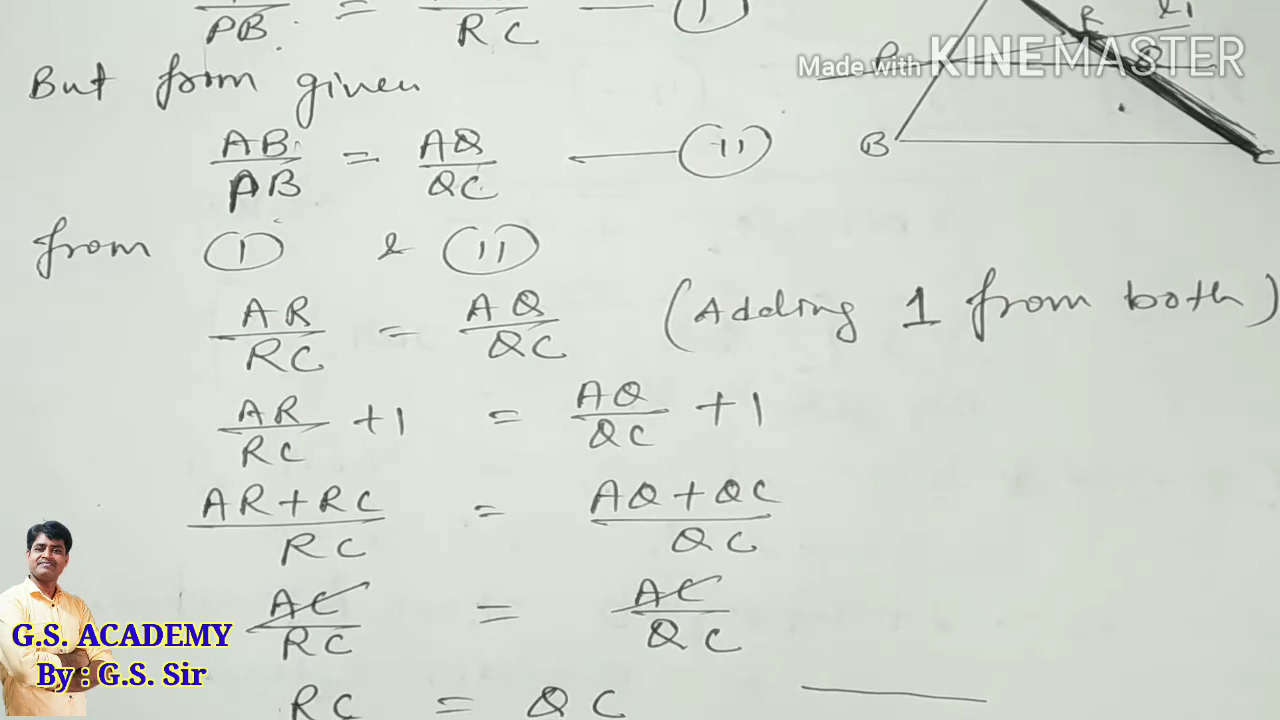 PB = RC — I
But from given
AB/AB = AQ/QC ← II
from I & II
AR/RC = AQ/QC (Adding 1 from both)
AR/RC +1 = AQ/QC +1
AR+RC/RC = AQ+QC/QC
AC/RC = AC/QC
RC = QC
R
l1
P
Q
B
C
Made with KINEMASTER
G.S. ACADEMY
By : G.S. Sir